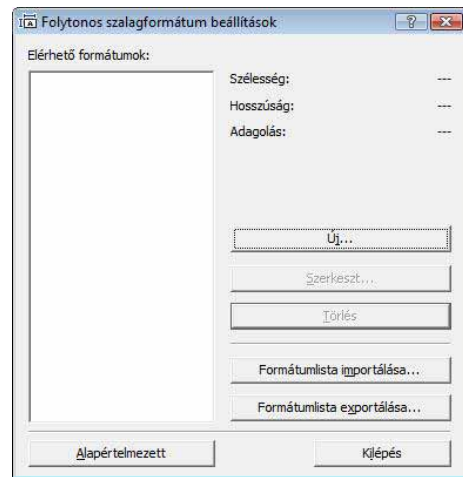 Folytonos szalagformátum beállítások
Elérhető formátumok:
Szélesség: ---
Hosszúság: ---
Adagolás: ---
Új...
Szerkeszt...
Törlés
Formátumlista importálása...
Formátumlista exportálása...
Alapértelmezett
Kilépés